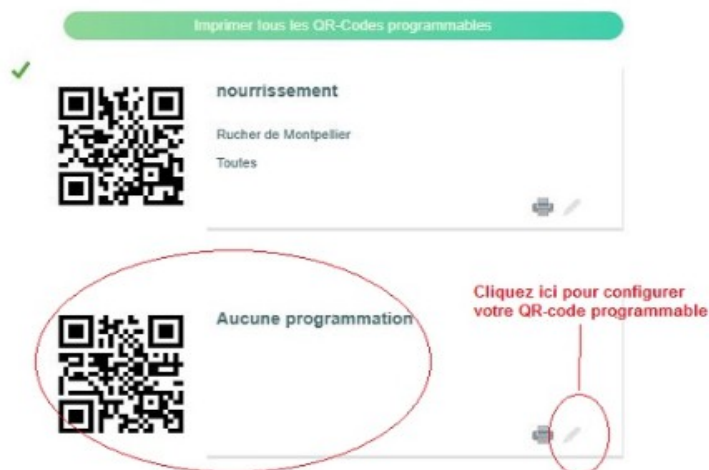 Imprimer tous les QR-Codes programmables
nourrissement
Rucher de Montpellier
Toutes
Aucune programmation
Cliquez ici pour configurer
votre QR-code programmable